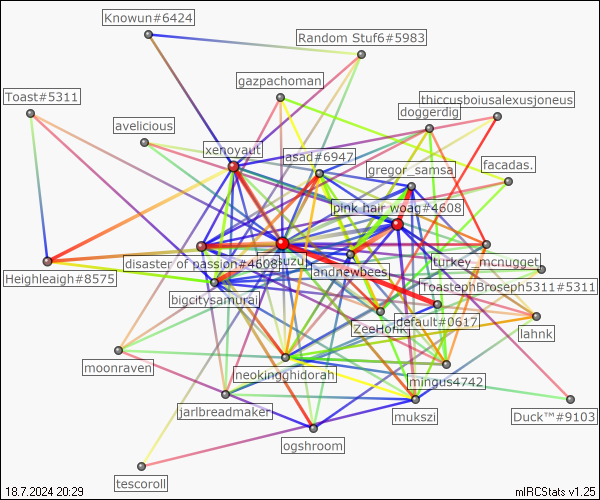 Knowun#6424
Random Stuf6#5983
gazpachoman
Toast#5311
thiccusboiusalexusjoneus
doggerdig
avelicious
xenoyaut
asad#6947
gregor_samsa
facadas.
pink hair woag#4608
disaster of passion#4608
suzu
andnewbees
turkey_mcnugget
Heighleaigh#8575
bigcitysamurai
ToastephBroseph5311#5311
ZeeHonk
default#0617
lahnk
moonraven
neokingghidorah
mingus4742
jarlbreadmaker
mukszi
Duck™#9103
ogshroom
tescoroll
18.7.2024 20:29
mIRCStats v1.25